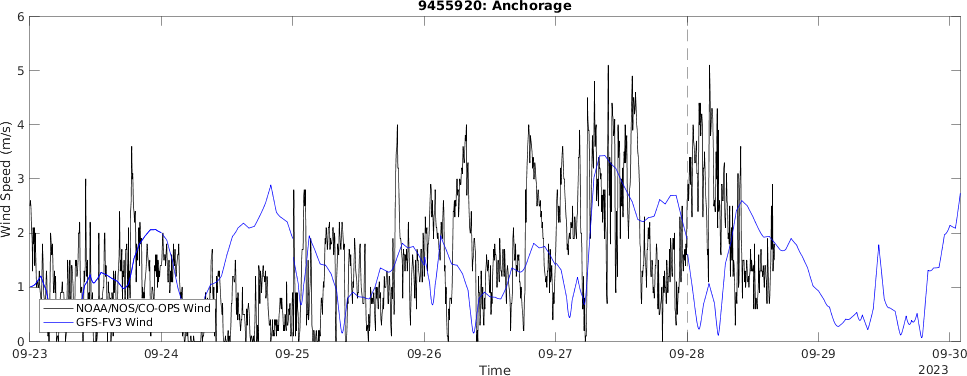 9455920: Anchorage
6
5
4
3
2
1
0
Wind Speed (m/s)
NOAA/NOS/CO-OPS Wind
GFS-FV3 Wind
09-23 09-24 09-25 09-26 09-27 09-28 09-29 09-30
Time
2023